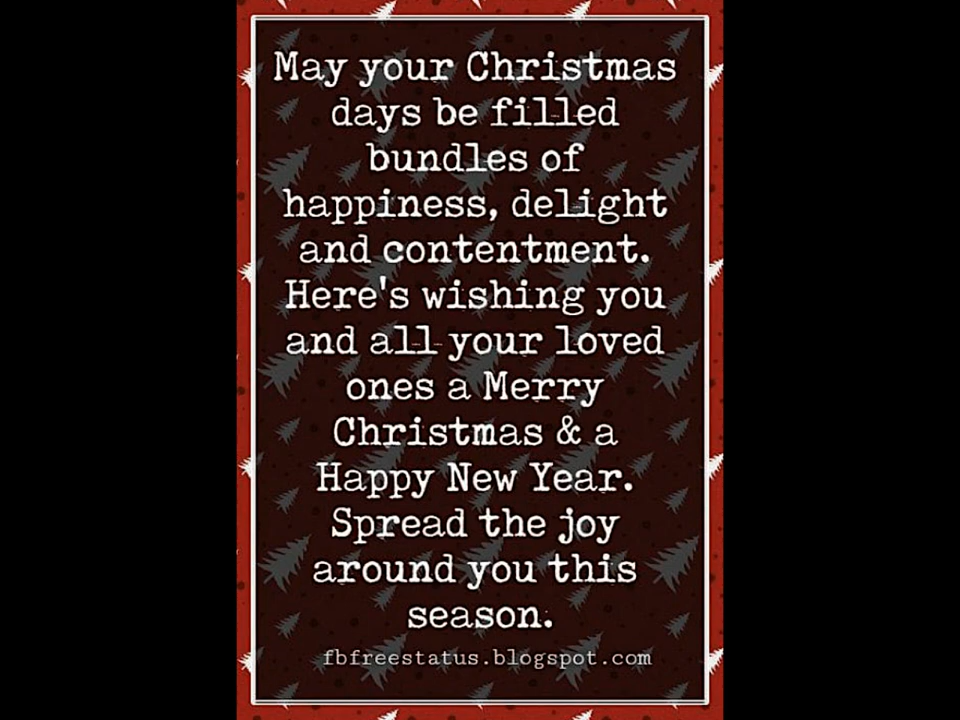 May your Christmas
days be filled
bundles of
happiness, delight
and contentment.
Here's wishing you
and all your loved
ones a Merry
Christmas & a
Happy New Year.
Spread the joy
around you this
season.
fbfreestatus.blogspot.com